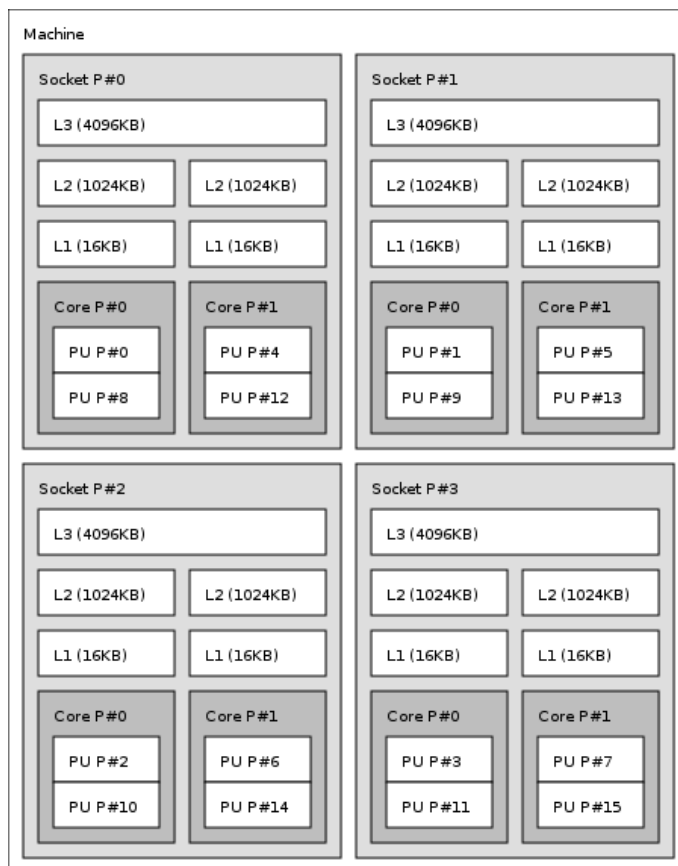 Machine
Socket P#0
L3 (4096KB)
L2 (1024KB) L2 (1024KB)
L1 (16KB) L1 (16KB)
Core P#0 Core P#1
PU P#0 PU P#4
PU P#8 PU P#12
Socket P#1
L3 (4096KB)
L2 (1024KB) L2 (1024KB)
L1 (16KB) L1 (16KB)
Core P#0 Core P#1
PU P#1 PU P#5
PU P#9 PU P#13
Socket P#2
L3 (4096KB)
L2 (1024KB) L2 (1024KB)
L1 (16KB) L1 (16KB)
Core P#0 Core P#1
PU P#2 PU P#6
PU P#10 PU P#14
Socket P#3
L3 (4096KB)
L2 (1024KB) L2 (1024KB)
L1 (16KB) L1 (16KB)
Core P#0 Core P#1
PU P#3 PU P#7
PU P#11 PU P#15